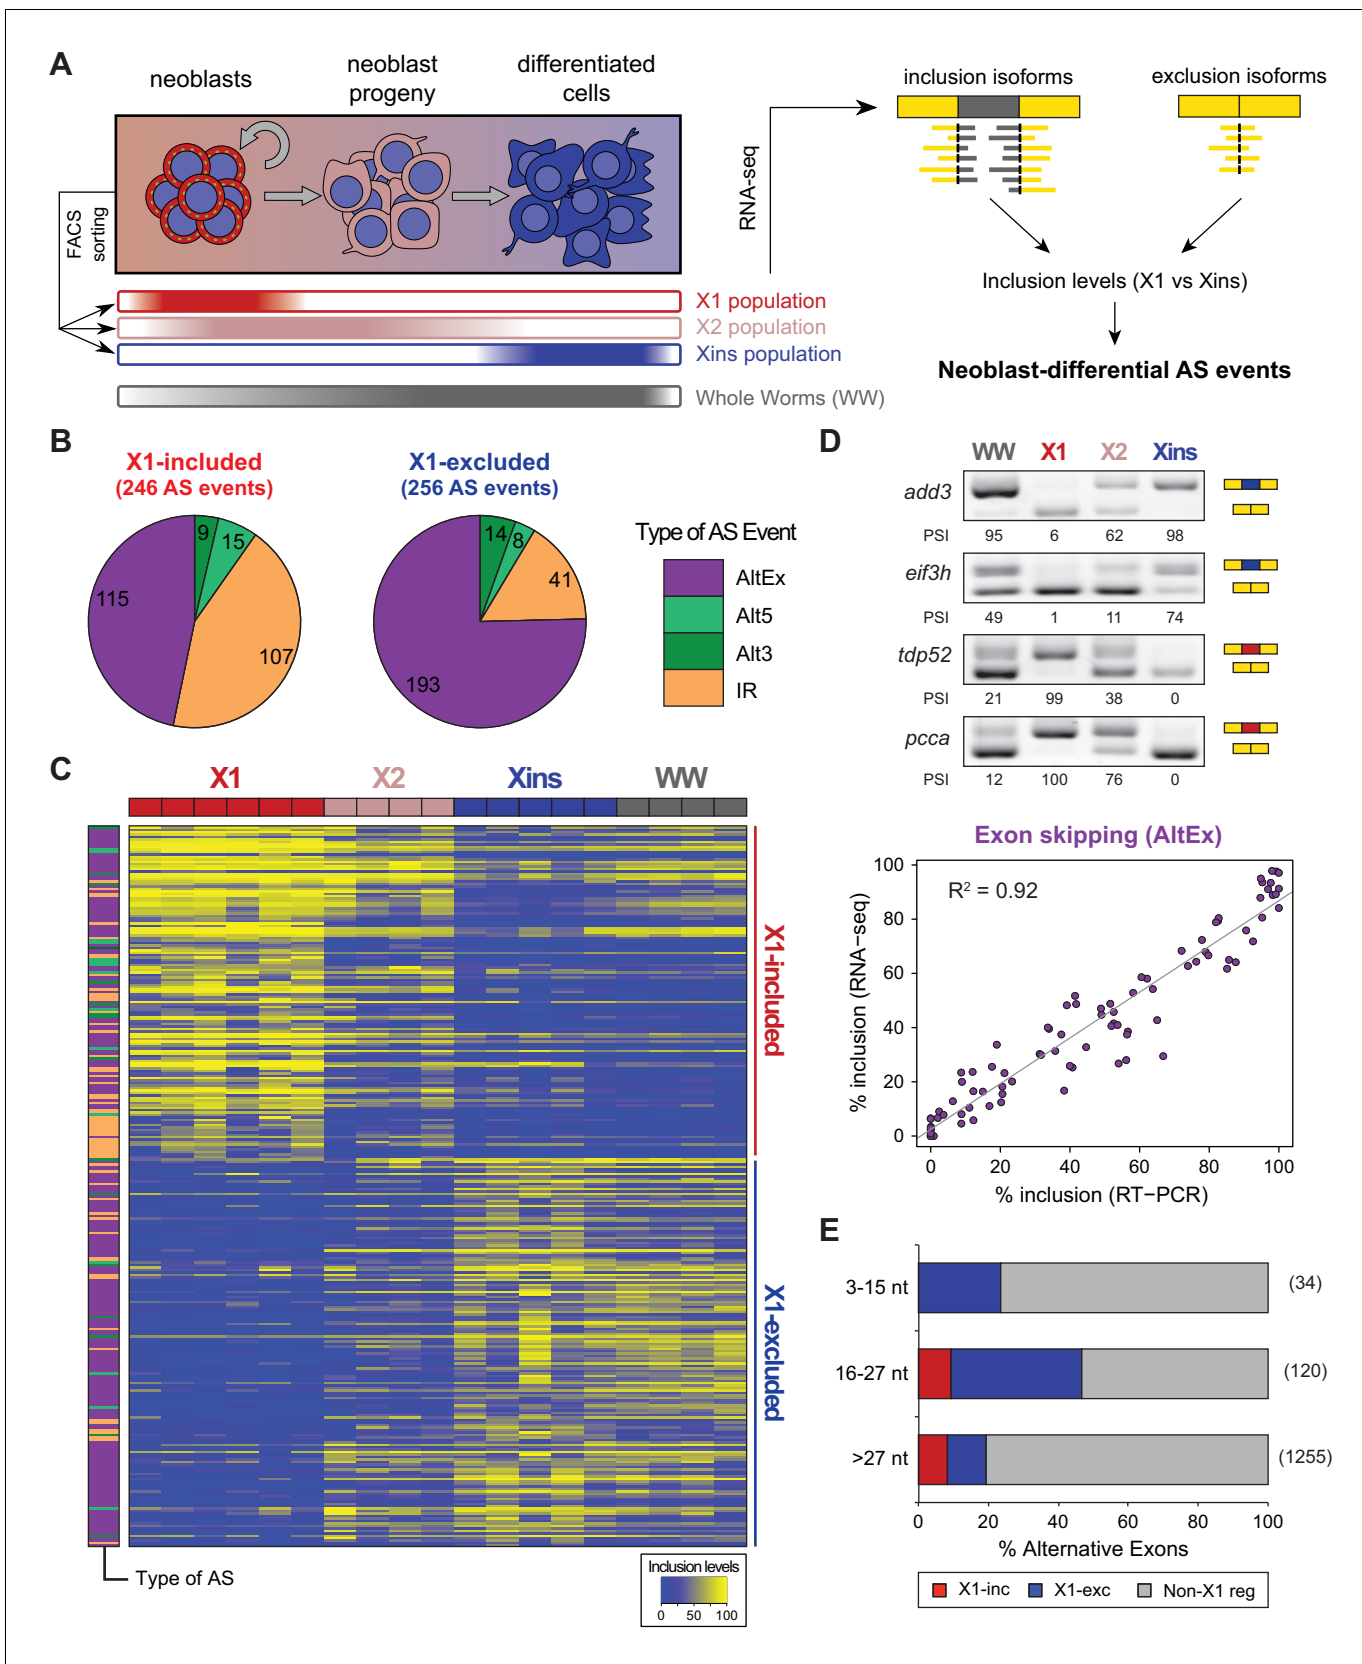 A
neoblasts
neoblast
progeny
differentiated
cells
FACS
sorting
X1 population
X2 population
Xins population
Whole Worms (WW)
RNA-seq
inclusion isoforms
exclusion isoforms
Inclusion levels (X1 vs Xins)
Neoblast-differential AS events
B
X1-included
(246 AS events)
9
15
107
115
X1-excluded
(256 AS events)
14
8
41
193
Type of AS Event
AltEx
Alt5
Alt3
IR
D
WW X1 X2 Xins
add3
PSI 95 6 62 98
eif3h
PSI 49 1 11 74
tdp52
PSI 21 99 38 0
pcca
PSI 12 100 76 0
C
X1 X2 Xins WW
X1-included
X1-excluded
Type of AS
Inclusion levels
0 50 100
Exon skipping (AltEx)
R² = 0.92
% inclusion (RNA−seq)
100
80
60
40
20
0
0 20 40 60 80 100
% inclusion (RT−PCR)
E
3-15 nt (34)
16-27 nt (120)
>27 nt (1255)
0 20 40 60 80 100
% Alternative Exons
X1-inc X1-exc Non-X1 reg